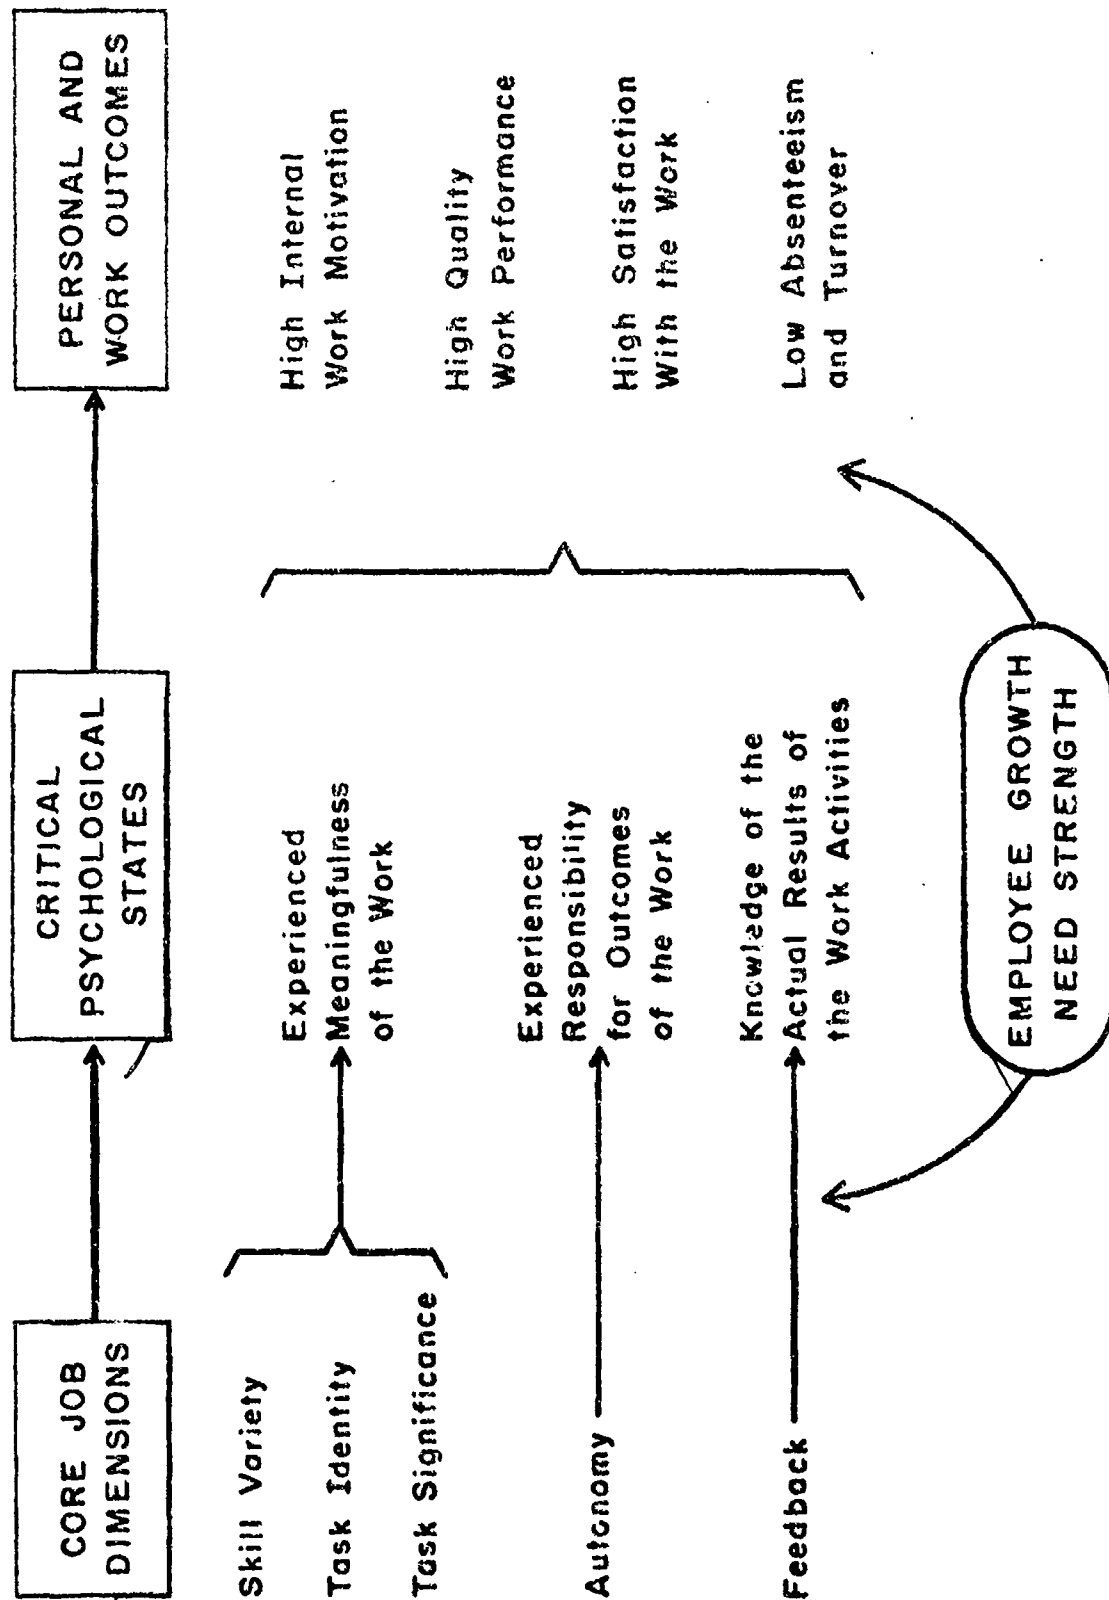 CORE JOB
DIMENSIONS
CRITICAL
PSYCHOLOGICAL
STATES
PERSONAL AND
WORK OUTCOMES
Skill Variety
Task Identity
Task Significance
Experienced
Meaningfulness
of the Work
Autonomy
Experienced
Responsibility
for Outcomes
of the Work
Feedback
Knowledge of the
Actual Results of
the Work Activities
High Internal
Work Motivation
High Quality
Work Performance
High Satisfaction
With the Work
Low Absenteeism
and Turnover
EMPLOYEE GROWTH
NEED STRENGTH